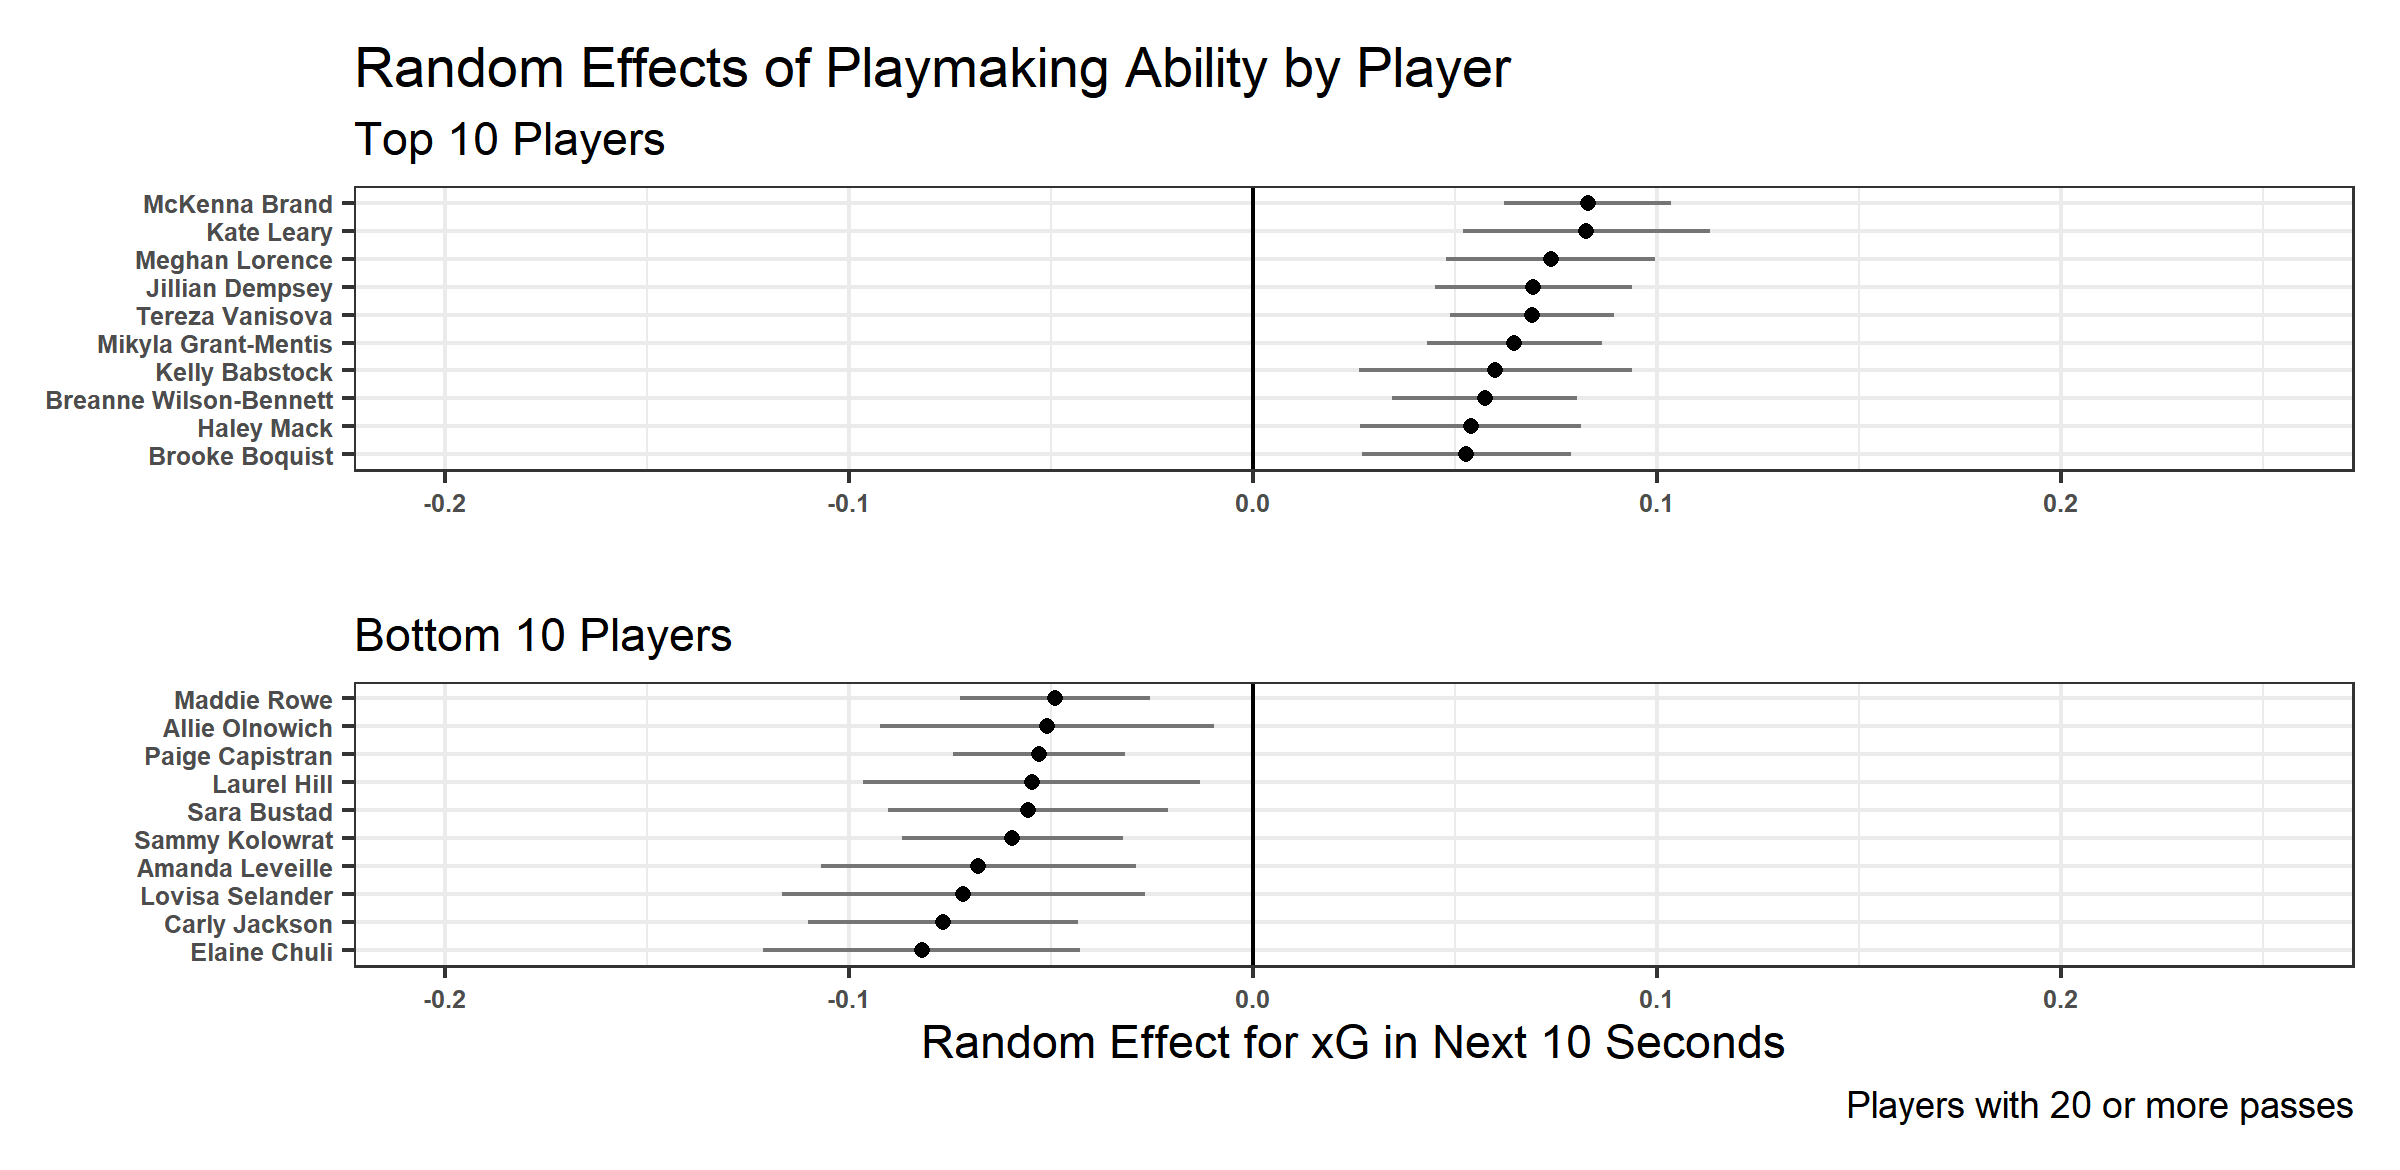 Random Effects of Playmaking Ability by Player
Top 10 Players
McKenna Brand
Kate Leary
Meghan Lorence
Jillian Dempsey
Tereza Vanisova
Mikyla Grant-Mentis
Kelly Babstock
Breanne Wilson-Bennett
Haley Mack
Brooke Boquist
-0.2 -0.1 0.0 0.1 0.2
Bottom 10 Players
Maddie Rowe
Allie Olnowich
Paige Capistran
Laurel Hill
Sara Bustad
Sammy Kolowrat
Amanda Leveille
Lovisa Selander
Carly Jackson
Elaine Chuli
-0.2 -0.1 0.0 0.1 0.2
Random Effect for xG in Next 10 Seconds
Players with 20 or more passes